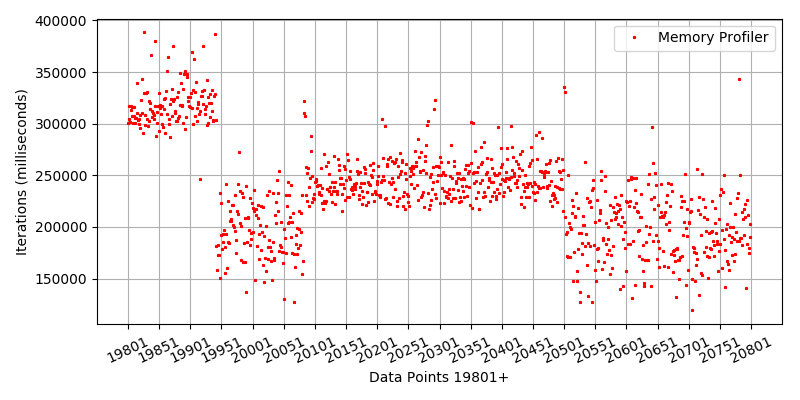 400000
350000
300000
250000
200000
150000
Iterations (milliseconds)
Memory Profiler
19801 19851 19901 19951 20001 20051 20101 20151 20201 20251 20301 20351 20401 20451 20501 20551 20601 20651 20701 20751 20801
Data Points 19801+